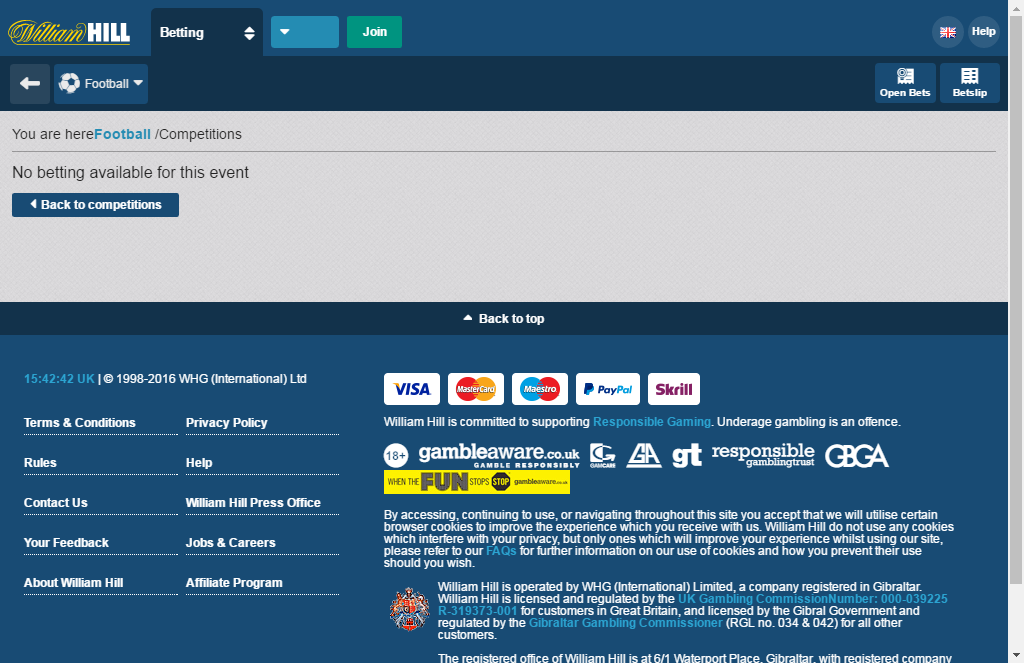 William HILL
Betting
Join
Help
Football
Open Bets
Betslip
You are hereFootball /Competitions
No betting available for this event
Back to competitions
Back to top
15:42:42 UK | © 1998-2016 WHG (International) Ltd
Terms & Conditions
Privacy Policy
Rules
Help
Contact Us
William Hill Press Office
Your Feedback
Jobs & Careers
About William Hill
Affiliate Program
VISA MasterCard Maestro PayPal Skrill
William Hill is committed to supporting Responsible Gaming. Underage gambling is an offence.
18+ gambleaware.co.uk
GAMBLE RESPONSIBLY
GAMCARE
GA
gt
responsible
gamblingtrust
GBGA
WHEN THE FUN STOPS STOP gambleaware.co.uk
By accessing, continuing to use, or navigating throughout this site you accept that we will utilise certain
browser cookies to improve the experience which you receive with us. William Hill do not use any cookies
which interfere with your privacy, but only ones which will improve your experience whilst using our site,
please refer to our FAQs for further information on our use of cookies and how you prevent their use
should you wish.
William Hill is operated by WHG (International) Limited, a company registered in Gibraltar.
William Hill is licensed and regulated by the UK Gambling CommissionNumber: 000-039225
R-319373-001 for customers in Great Britain, and licensed by the Gibral Government and
regulated by the Gibraltar Gambling Commissioner (RGL no. 034 & 042) for all other
customers.
The registered office of William Hill is at 6/1 Waterport Place, Gibraltar, with registered company